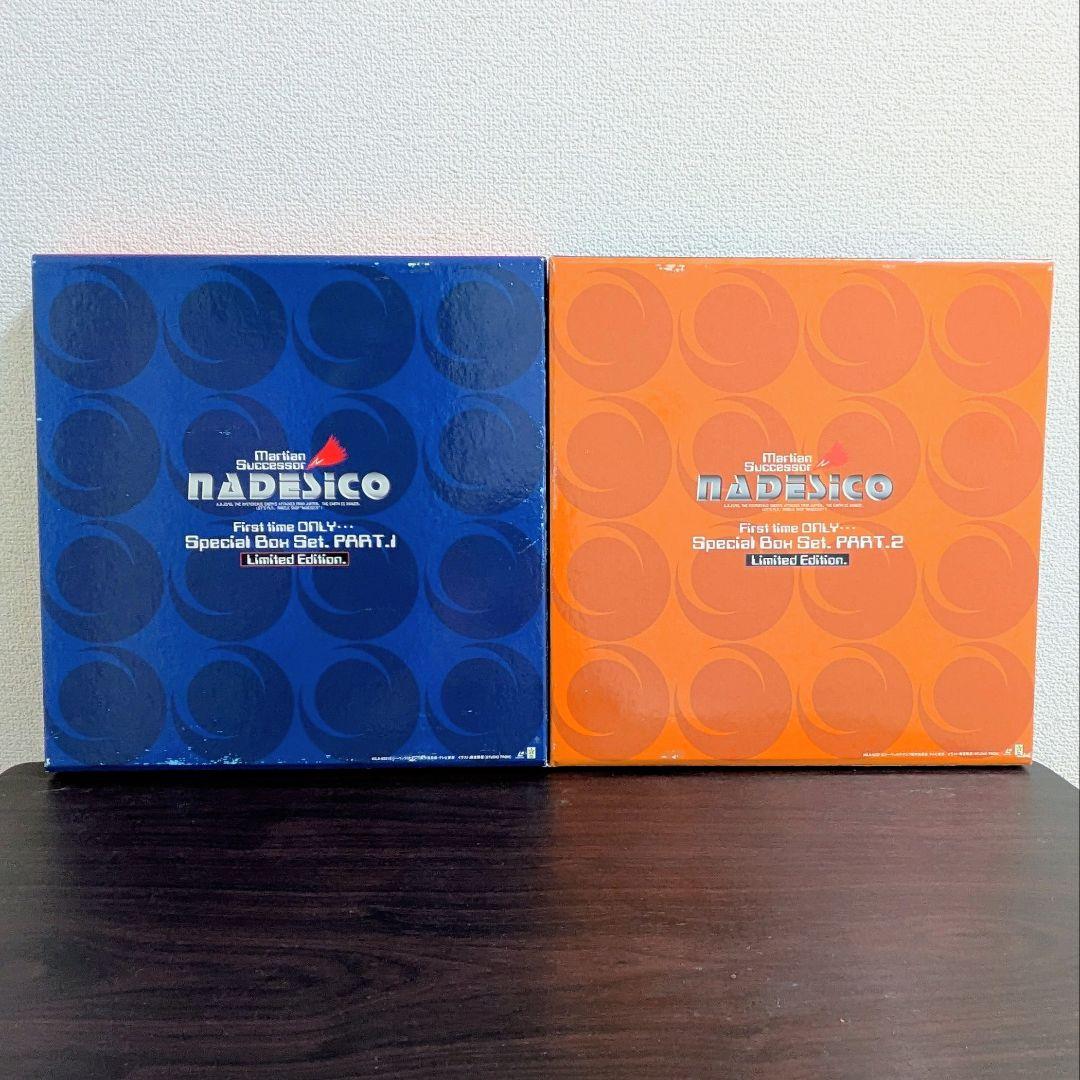 Martian
Successor
NADESICO
First time ONLY...
Special Box Set. PART.1
Limited Edition.
Martian
Successor
NADESICO
First time ONLY...
Special Box Set. PART.2
Limited Edition.